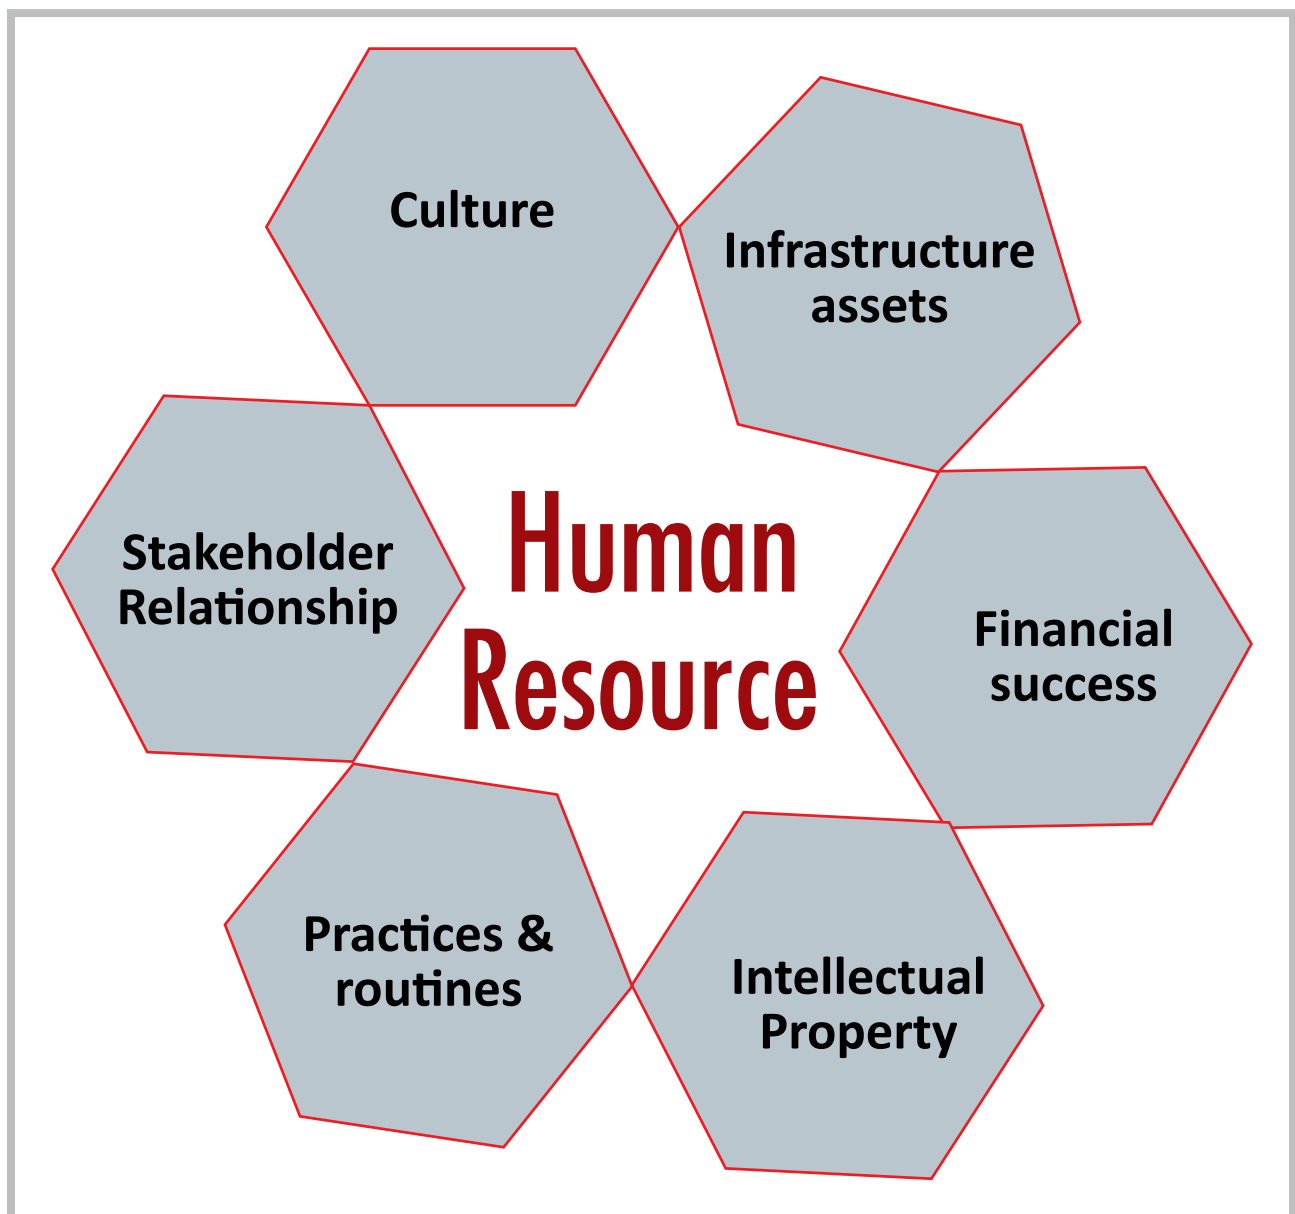 Culture
Infrastructure
assets
Stakeholder
Relationship
Human
Resource
Financial
success
Practices &
routines
Intellectual
Property